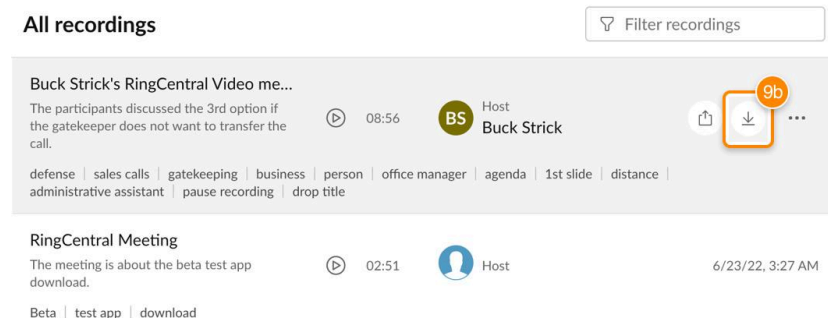 All recordings
Filter recordings
Buck Strick's RingCentral Video me...
The participants discussed the 3rd option if
the gatekeeper does not want to transfer the
call.
08:56
BS
Host
Buck Strick
9b
defense | sales calls | gatekeeping | business | person | office manager | agenda | 1st slide | distance |
administrative assistant | pause recording | drop title
RingCentral Meeting
The meeting is about the beta test app
download.
02:51
Host
6/23/22, 3:27 AM
Beta | test app | download